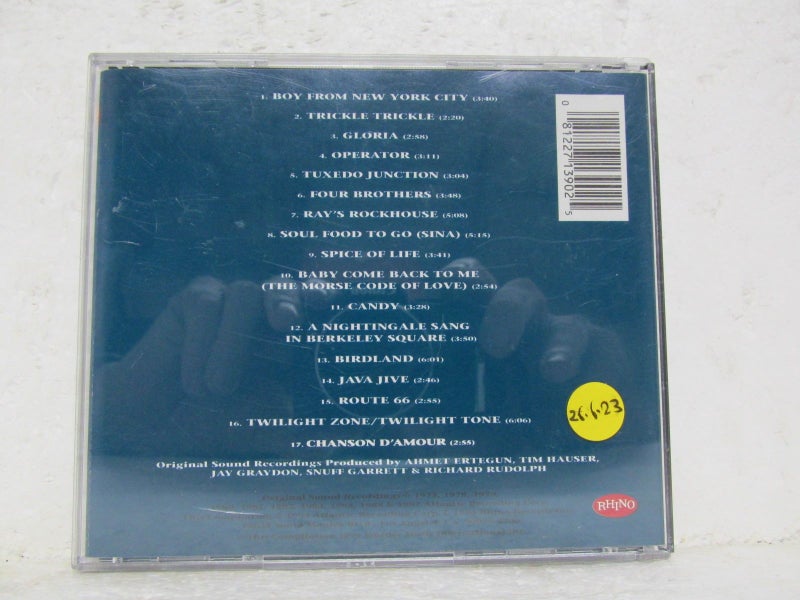 1. BOY FROM NEW YORK CITY (3:40)
2. TRICKLE TRICKLE (2:20)
3. GLORIA (2:58)
4. OPERATOR (3:11)
5. TUXEDO JUNCTION (3:04)
6. FOUR BROTHERS (3:48)
7. RAY'S ROCKHOUSE (5:08)
8. SOUL FOOD TO GO (SINA) (5:15)
9. SPICE OF LIFE (3:41)
10. BABY COME BACK TO ME
(THE MORSE CODE OF LOVE) (2:54)
11. CANDY (3:28)
12. A NIGHTINGALE SANG
IN BERKELEY SQUARE (3:50)
13. BIRDLAND (6:01)
14. JAVA JIVE (2:46)
15. ROUTE 66 (2:55)
16. TWILIGHT ZONE/TWILIGHT TONE (6:06)
17. CHANSON D'AMOUR (2:55)
Original Sound Recordings Produced by AHMET ERTEGUN, TIM HAUSER,
JAY GRAYDON, SNUFF GARRETT & RICHARD RUDOLPH
Original Sound Recordings
0 81227 13902 5
26.6.23
RHINO